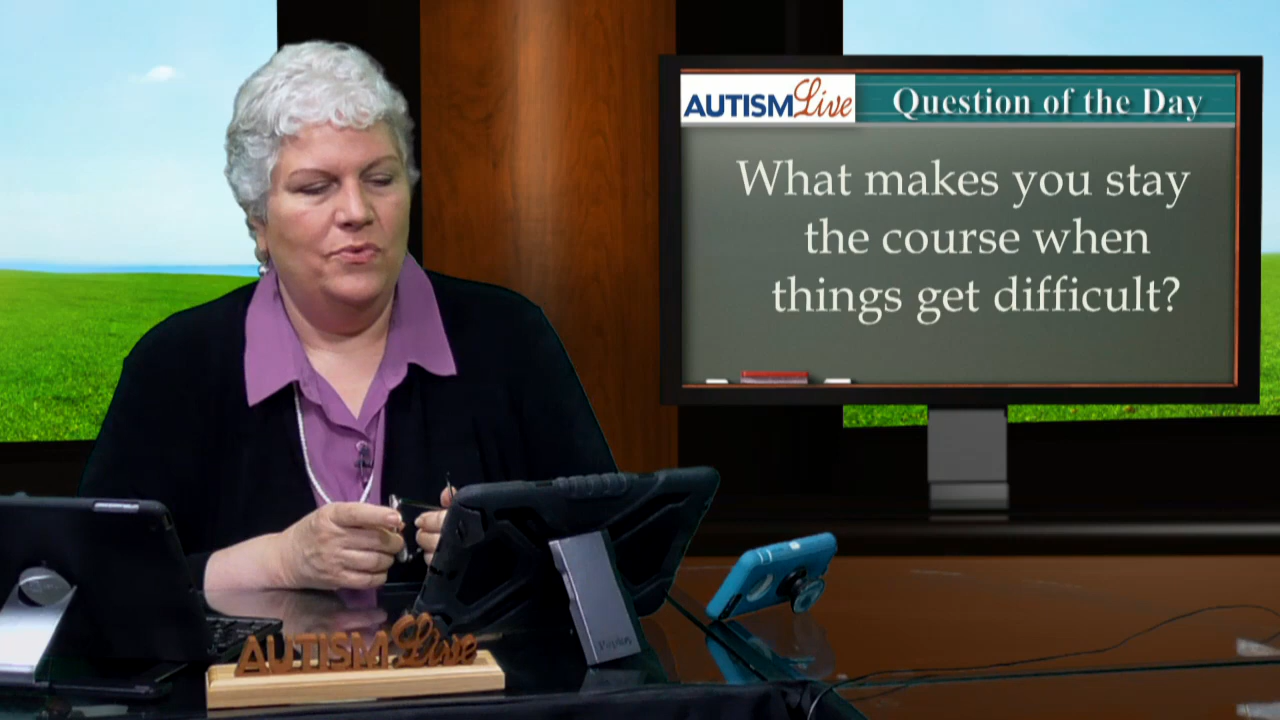 AUTISM Live Question of the Day
What makes you stay
the course when
things get difficult?
AUTISM Live